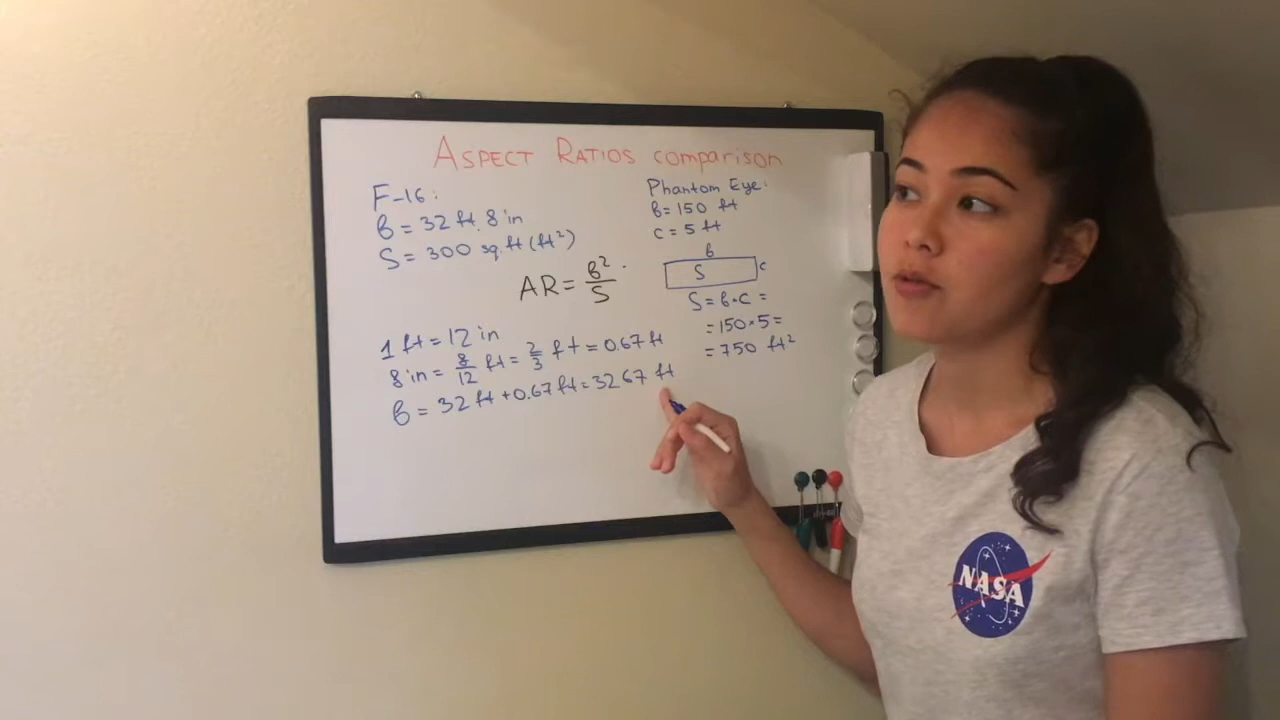 ASPECT RATIOS comparison
F-16:
b = 32 ft. 8 in
S = 300 sq.ft (ft²)
AR = b²/S
1 ft = 12 in
8 in = 8/12 ft = 2/3 ft = 0.67 ft
b = 32 ft + 0.67 ft = 32 67 ft
Phantom Eye:
b = 150 ft
c = 5 ft
b
S c
S = b·c =
= 150 × 5 =
= 750 ft²
NASA